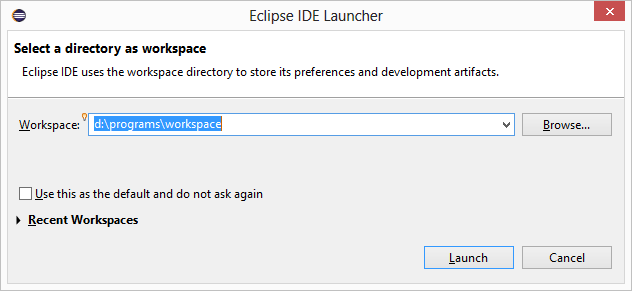 Eclipse IDE Launcher
Select a directory as workspace
Eclipse IDE uses the workspace directory to store its preferences and development artifacts.
Workspace: d:\programs\workspace Browse...
Use this as the default and do not ask again
Recent Workspaces
Launch Cancel